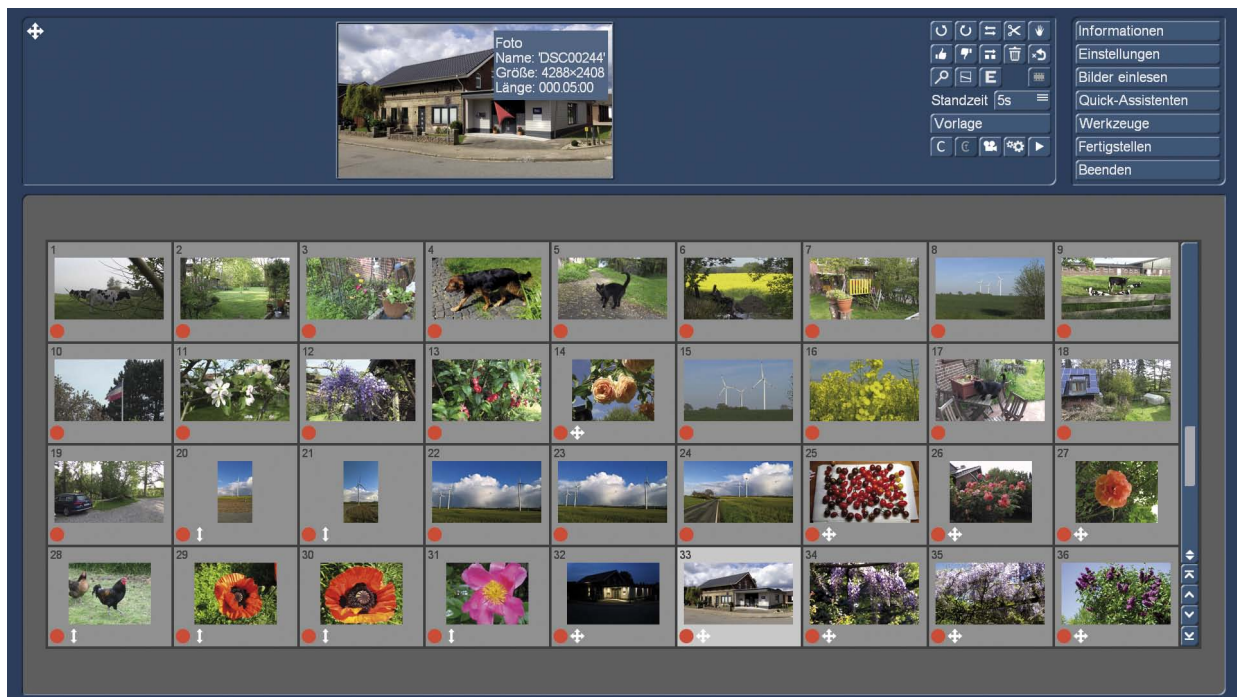 Foto
Name: 'DSC00244'
Größe: 4288×2408
Länge: 000.05:00
E
Standzeit 5s
Vorlage
C C
Informationen
Einstellungen
Bilder einlesen
Quick-Assistenten
Werkzeuge
Fertigstellen
Beenden
1 2 3 4 5 6 7 8 9
10 11 12 13 14 15 16 17 18
19 20 21 22 23 24 25 26 27
28 29 30 31 32 33 34 35 36